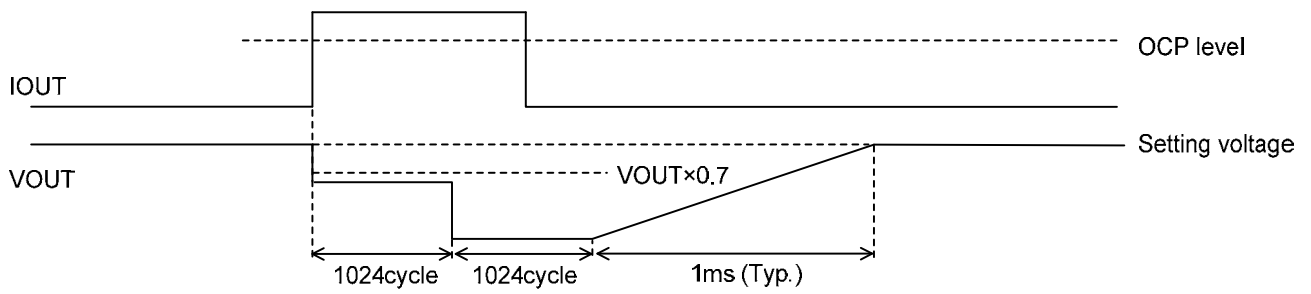 OCP level
IOUT
Setting voltage
VOUT
VOUT×0.7
1024cycle
1024cycle
1ms (Typ.)